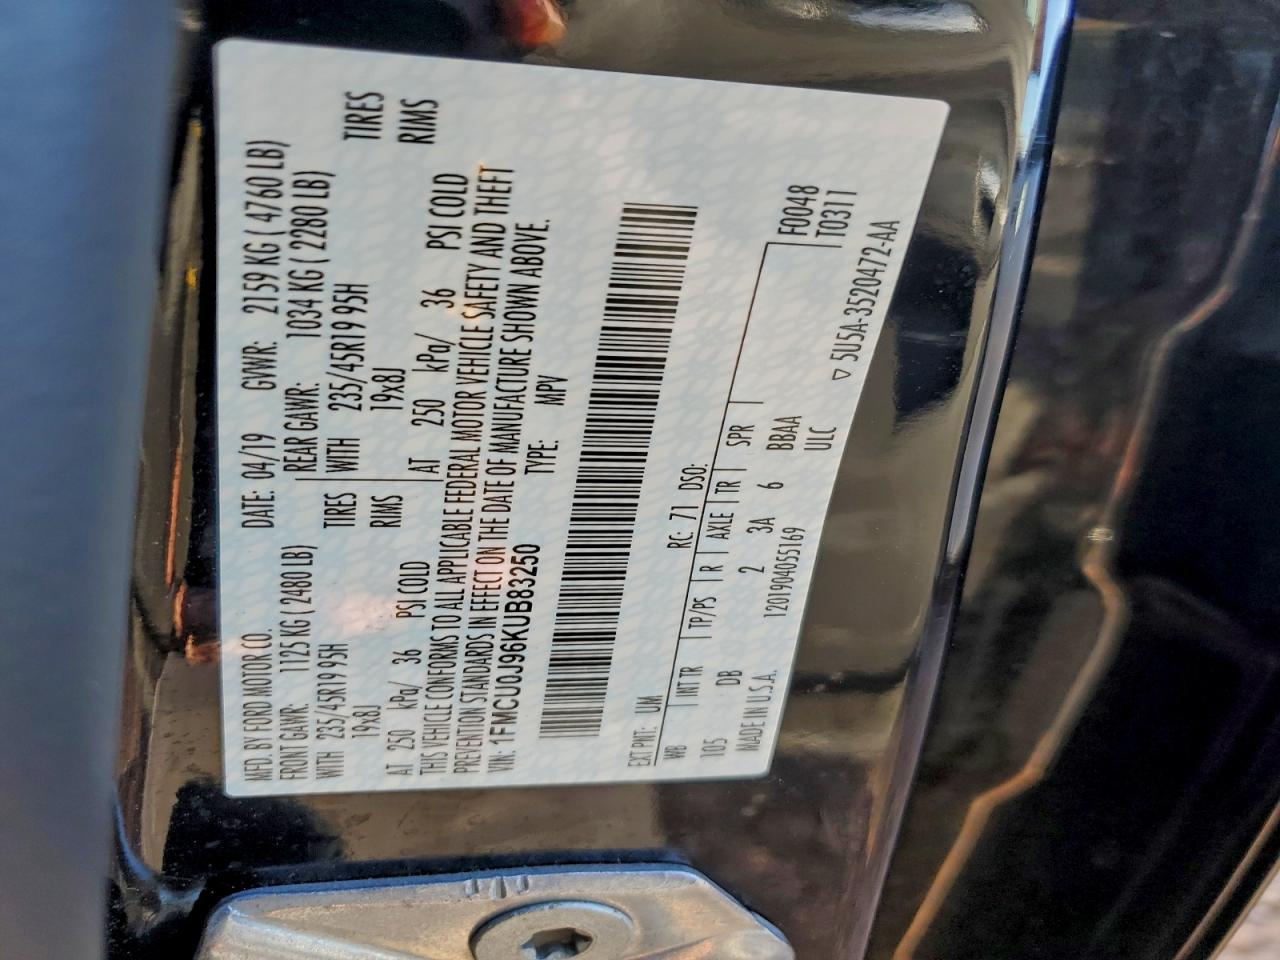 MFD. BY FORD MOTOR CO.
DATE: 04/19 GVWR: 2159 KG ( 4760 LB)
FRONT GAWR: 1125 KG ( 2480 LB)
REAR GAWR: 1034 KG ( 2280 LB)
WITH 235/45R19 95H TIRES
WITH 235/45R19 95H TIRES
19x8J RIMS
19x8J RIMS
AT 250 kPa/ 36 PSI COLD
AT 250 kPa/ 36 PSI COLD
THIS VEHICLE CONFORMS TO ALL APPLICABLE FEDERAL MOTOR VEHICLE SAFETY AND THEFT
PREVENTION STANDARDS IN EFFECT ON THE DATE OF MANUFACTURE SHOWN ABOVE.
VIN: 1FMCU0J96KUB83250 TYPE: MPV
EXT PNT: UM RC: 71 DSO:
WB INT TR TP/PS R AXLE TR SPR F0048
105 DB 2 3A 6 BBAA T0311
MADE IN U.S.A. 1201904055169 ULC
▽ 5U5A-3520472-AA